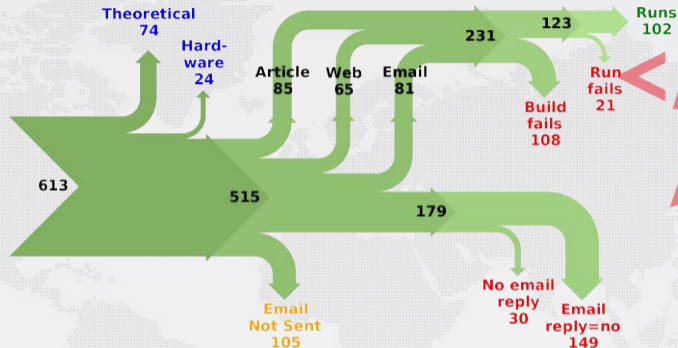 Theoretical
74
Hard-
ware
24
Article
85
Web
65
Email
81
231
123
Runs
102
Run
fails
21
Build
fails
108
613
515
179
Email
Not Sent
105
No email
reply
30
Email
reply=no
149